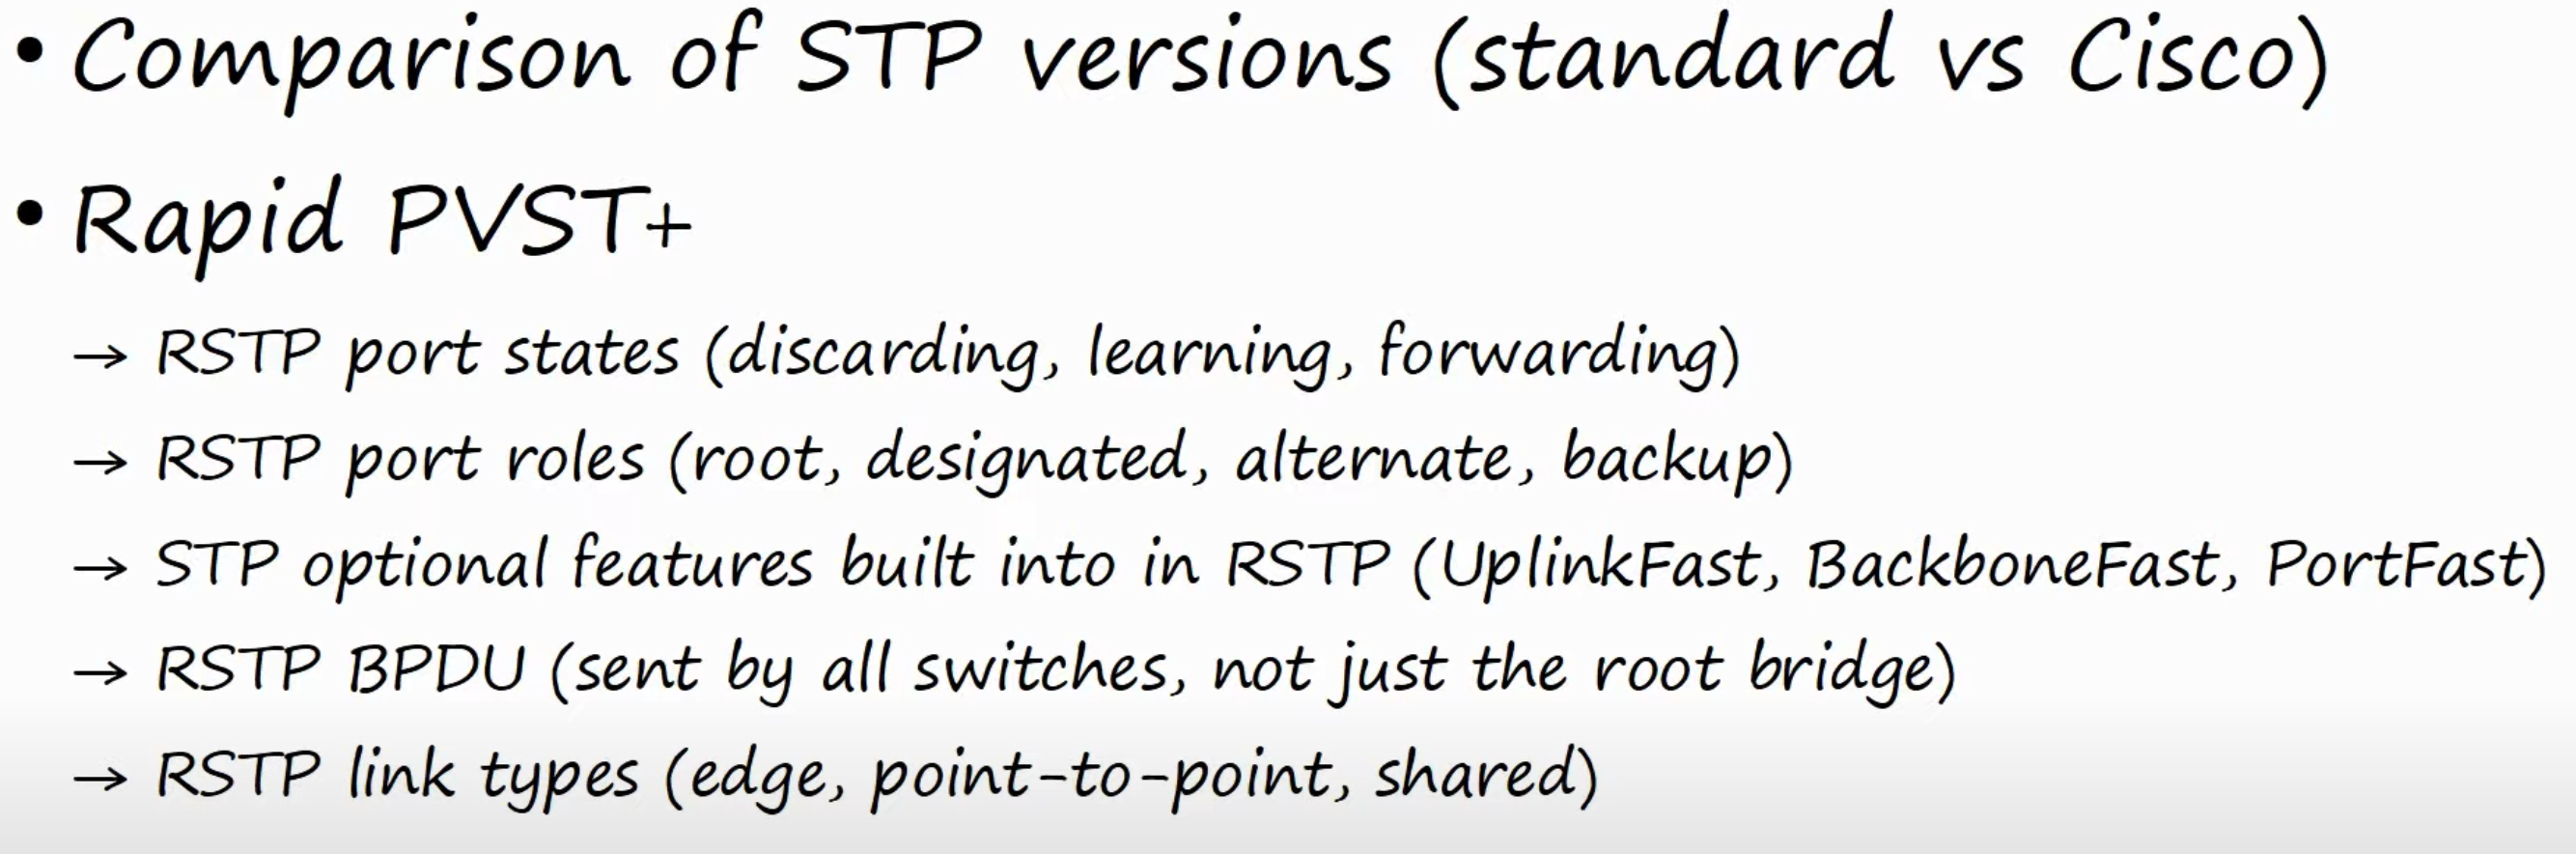 • Comparison of STP versions (standard vs Cisco)
• Rapid PVST+
→ RSTP port states (discarding, learning, forwarding)
→ RSTP port roles (root, designated, alternate, backup)
→ STP optional features built into in RSTP (UplinkFast, BackboneFast, PortFast)
→ RSTP BPDU (sent by all switches, not just the root bridge)
→ RSTP link types (edge, point-to-point, shared)